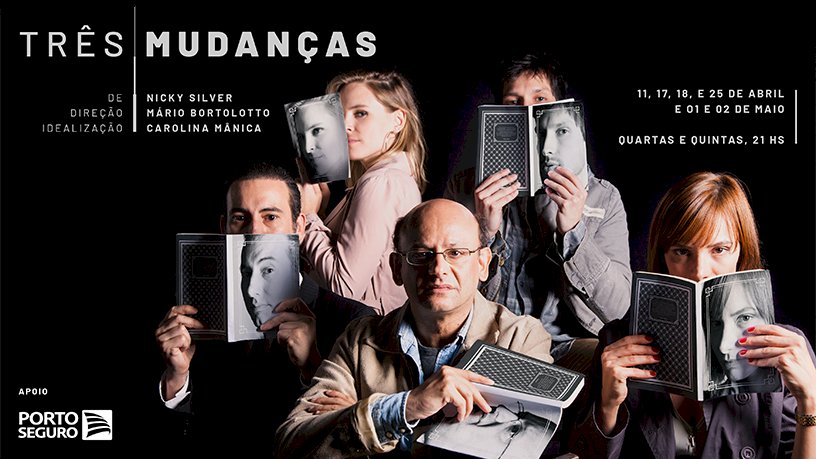 TRÊS MUDANÇAS
DE NICKY SILVER
DIREÇÃO MÁRIO BORTOLOTTO
IDEALIZAÇÃO CAROLINA MÂNICA
11, 17, 18, E 25 DE ABRIL
E 01 E 02 DE MAIO
QUARTAS E QUINTAS, 21 HS
APOIO
PORTO
SEGURO